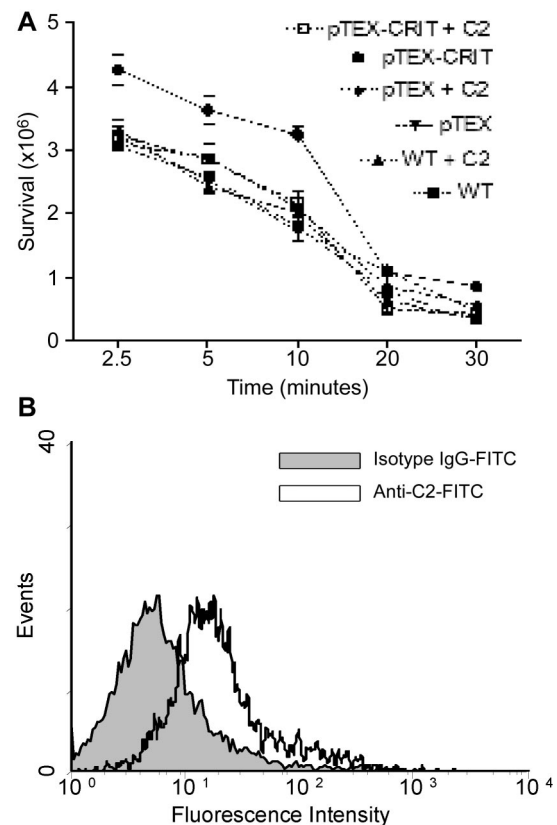 A
pTEX-CRIT + C2
pTEX-CRIT
pTEX + C2
pTEX
WT + C2
WT
5
4
3
2
1
0
Survival (x10⁶)
2.5 5 10 20 30
Time (minutes)
B
40
0
Events
Isotype IgG-FITC
Anti-C2-FITC
10⁰ 10¹ 10² 10³ 10⁴
Fluorescence Intensity